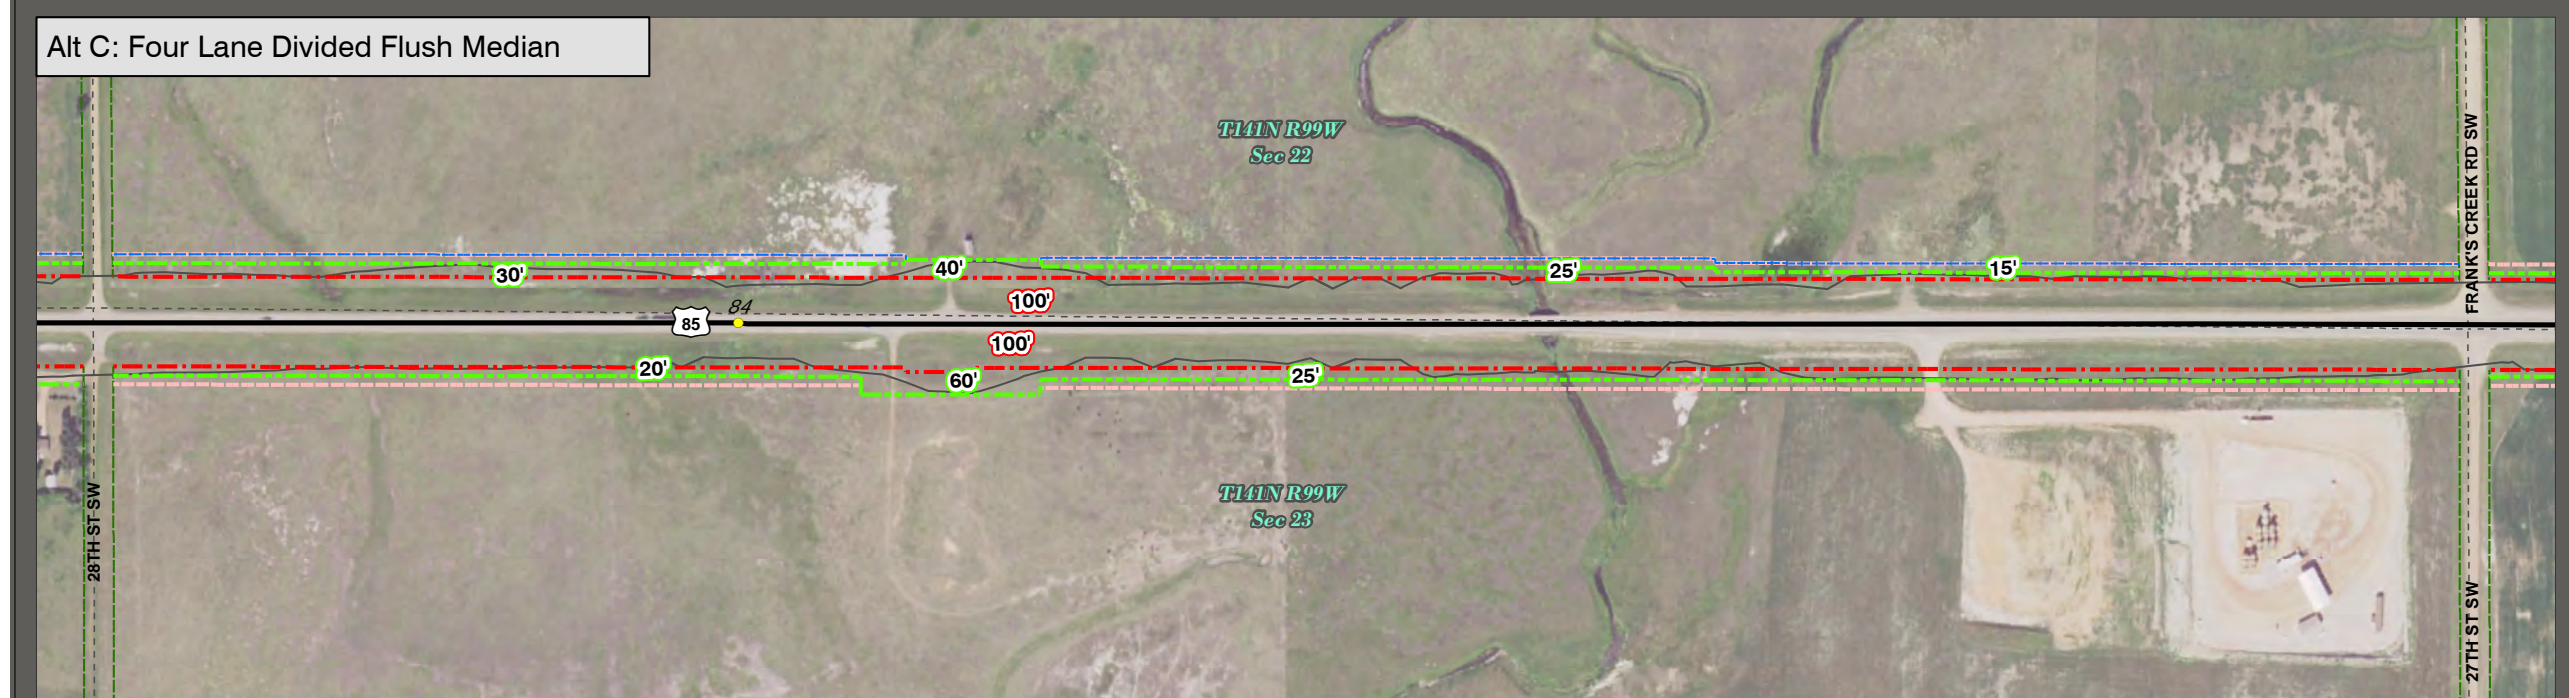 Alt C: Four Lane Divided Flush Median
T141N R99W
Sec 22
FRANK'S CREEK RD SW
30'
40'
25'
15'
100'
84
85
100'
20'
60'
25'
T141N R99W
Sec 23
28TH ST SW
27TH ST SW